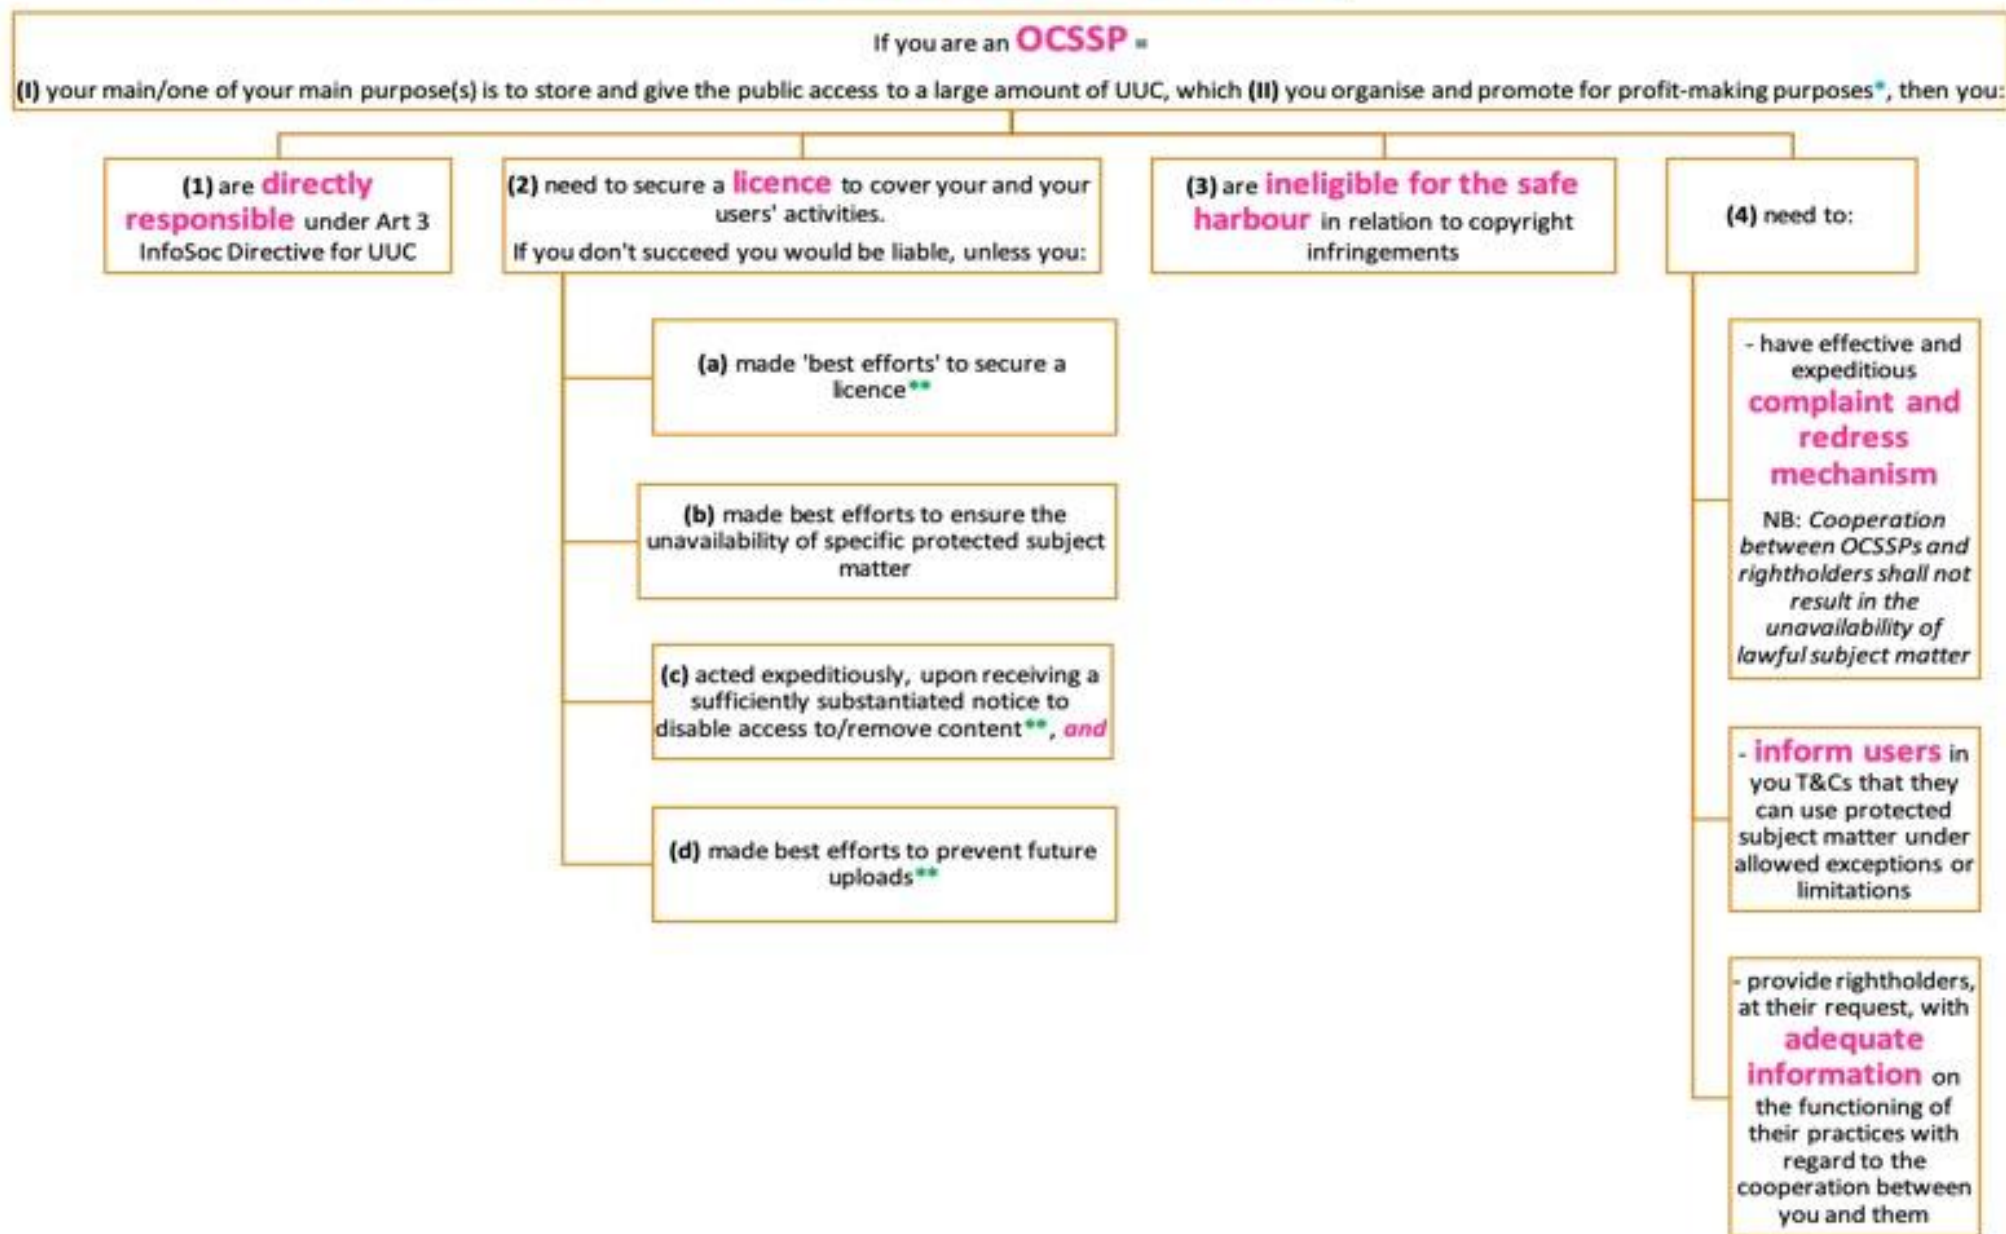 If you are an OCSSP =
(I) your main/one of your main purpose(s) is to store and give the public access to a large amount of UUC, which (II) you organise and promote for profit-making purposes*, then you:
(1) are directly
responsible under Art 3
InfoSoc Directive for UUC
(2) need to secure a licence to cover your and your
users' activities.
If you don't succeed you would be liable, unless you:
(a) made 'best efforts' to secure a
licence**
(b) made best efforts to ensure the
unavailability of specific protected subject
matter
(c) acted expeditiously, upon receiving a
sufficiently substantiated notice to
disable access to/remove content**, and
(d) made best efforts to prevent future
uploads**
(3) are ineligible for the safe
harbour in relation to copyright
infringements
(4) need to:
- have effective and
expeditious
complaint and
redress
mechanism
NB: Cooperation
between OCSSPs and
rightholders shall not
result in the
unavailability of
lawful subject matter
- inform users in
you T&Cs that they
can use protected
subject matter under
allowed exceptions or
limitations
- provide rightholders,
at their request, with
adequate
information on
the functioning of
their practices with
regard to the
cooperation between
you and them